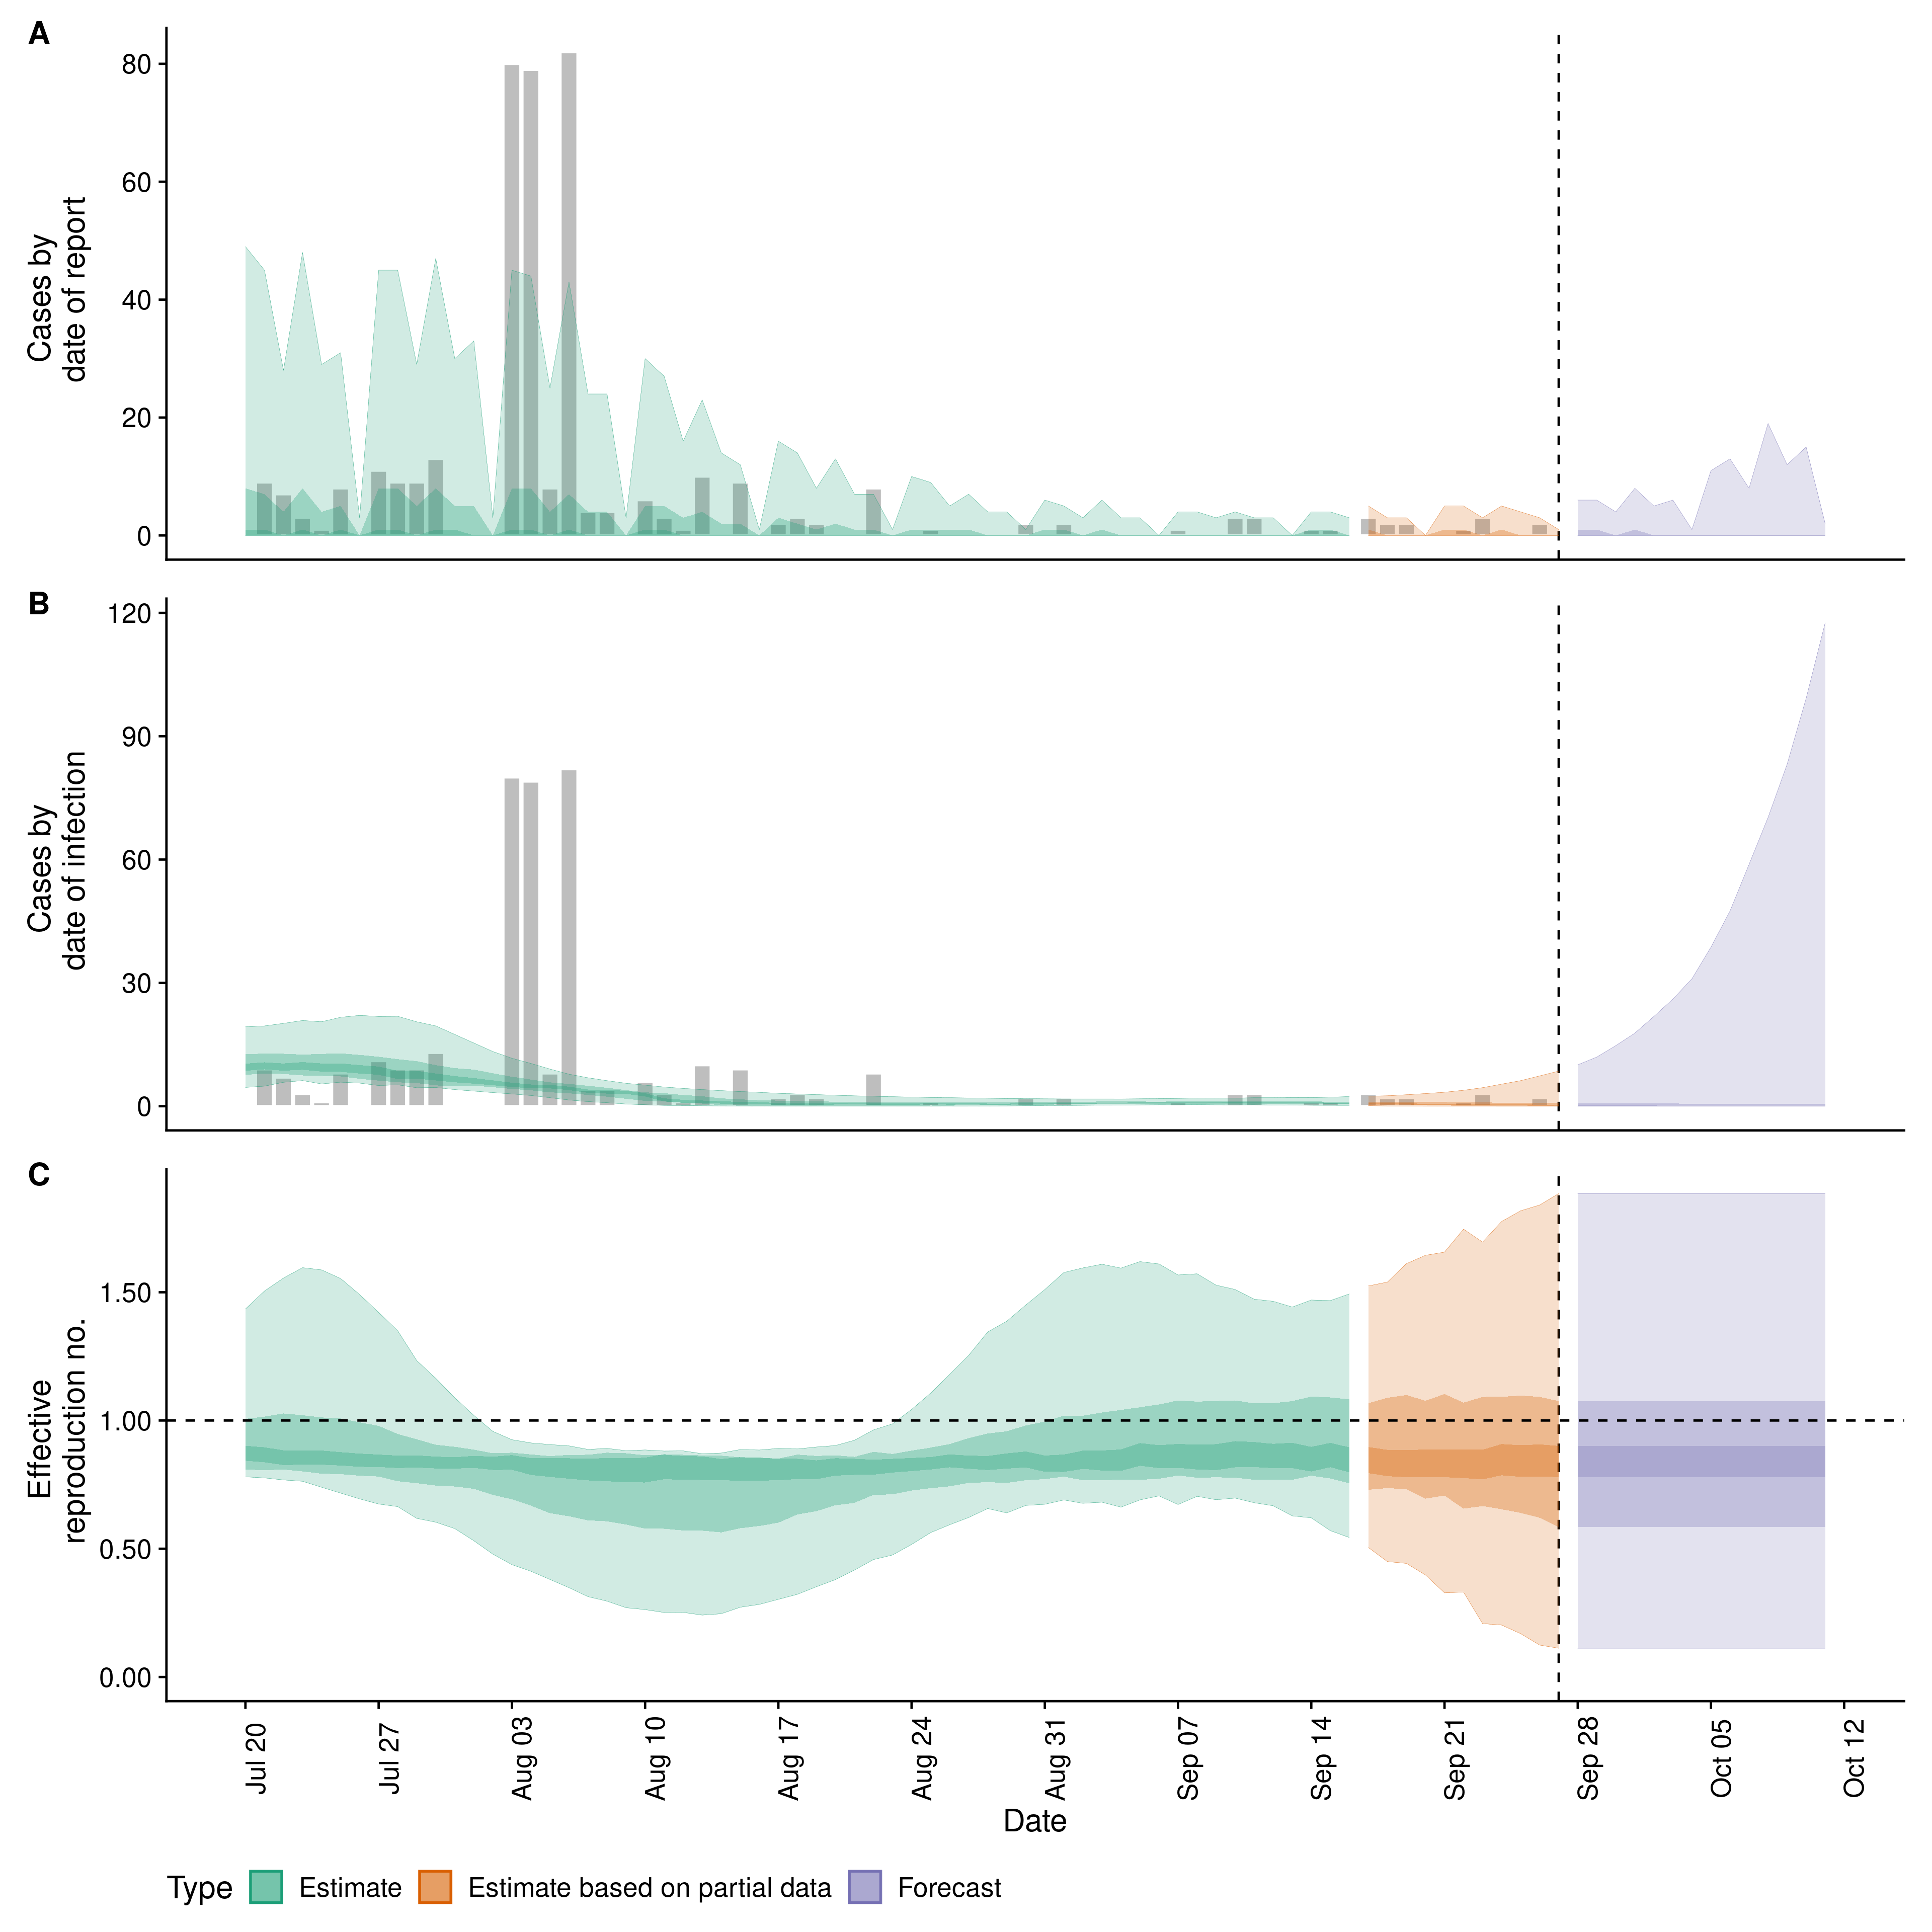 A
80
60
40
20
0
Cases by
date of report
B
120
90
60
30
0
Cases by
date of infection
C
1.50
1.00
0.50
0.00
Effective
reproduction no.
Jul 20
Jul 27
Aug 03
Aug 10
Aug 17
Aug 24
Aug 31
Sep 07
Sep 14
Sep 21
Sep 28
Oct 05
Oct 12
Date
Type Estimate Estimate based on partial data Forecast